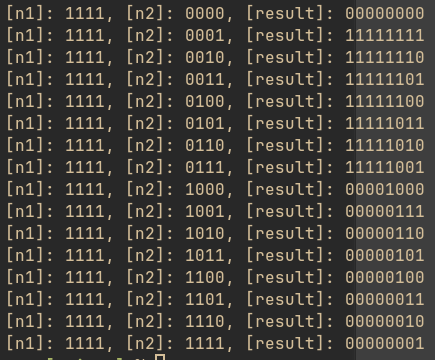 [n1]: 1111, [n2]: 0000, [result]: 00000000
[n1]: 1111, [n2]: 0001, [result]: 11111111
[n1]: 1111, [n2]: 0010, [result]: 11111110
[n1]: 1111, [n2]: 0011, [result]: 11111101
[n1]: 1111, [n2]: 0100, [result]: 11111100
[n1]: 1111, [n2]: 0101, [result]: 11111011
[n1]: 1111, [n2]: 0110, [result]: 11111010
[n1]: 1111, [n2]: 0111, [result]: 11111001
[n1]: 1111, [n2]: 1000, [result]: 00001000
[n1]: 1111, [n2]: 1001, [result]: 00000111
[n1]: 1111, [n2]: 1010, [result]: 00000110
[n1]: 1111, [n2]: 1011, [result]: 00000101
[n1]: 1111, [n2]: 1100, [result]: 00000100
[n1]: 1111, [n2]: 1101, [result]: 00000011
[n1]: 1111, [n2]: 1110, [result]: 00000010
[n1]: 1111, [n2]: 1111, [result]: 00000001